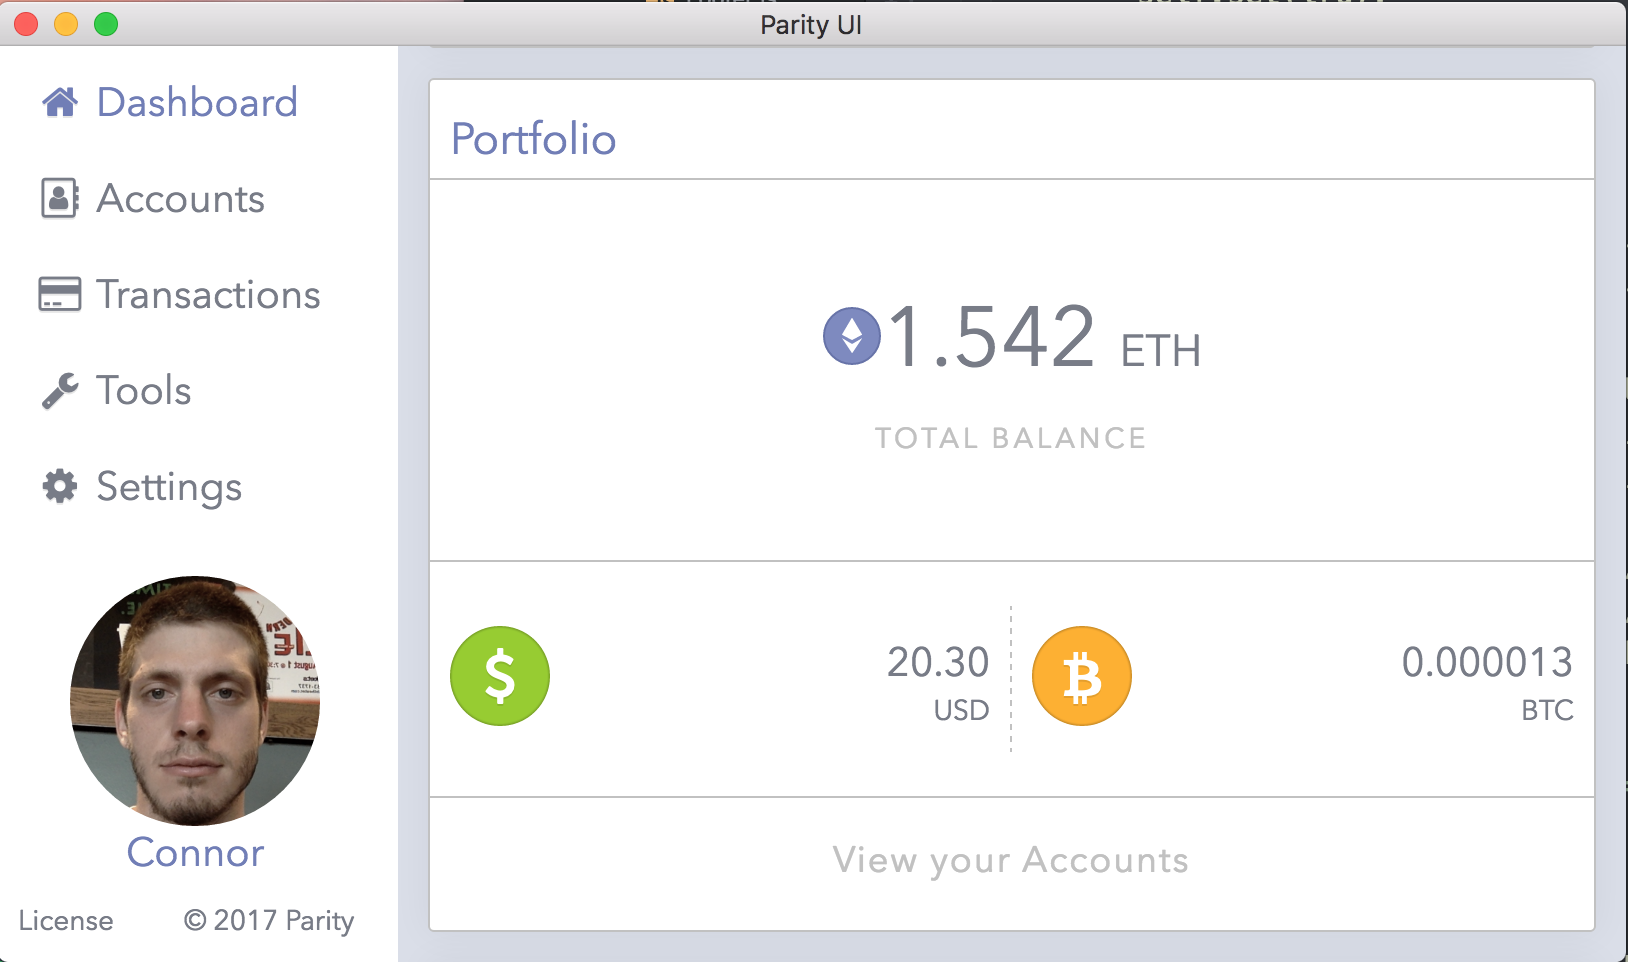 Parity UI
Dashboard
Accounts
Transactions
Tools
Settings
Connor
License
© 2017 Parity
Portfolio
1.542 ETH
TOTAL BALANCE
$
20.30
USD
0.000013
BTC
View your Accounts